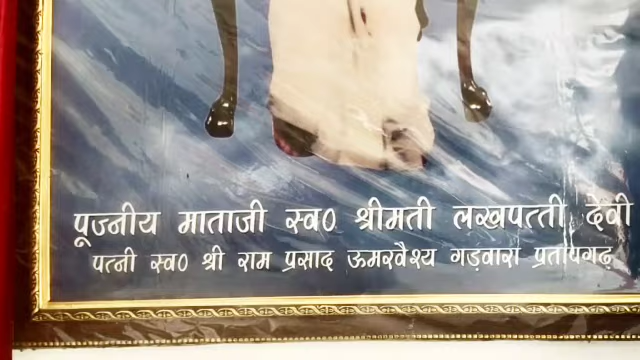 पूज्नीय माताजी स्व० श्रीमती लखपत्ती देवी
पत्नी स्व० श्री राम प्रसाद ऊमरवैश्य गड़वारा प्रतापगढ़